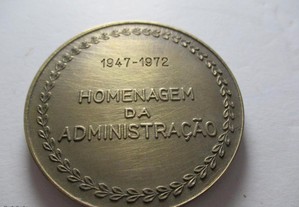 1947-1972
HOMENAGEM
DA
ADMINISTRAÇÃO